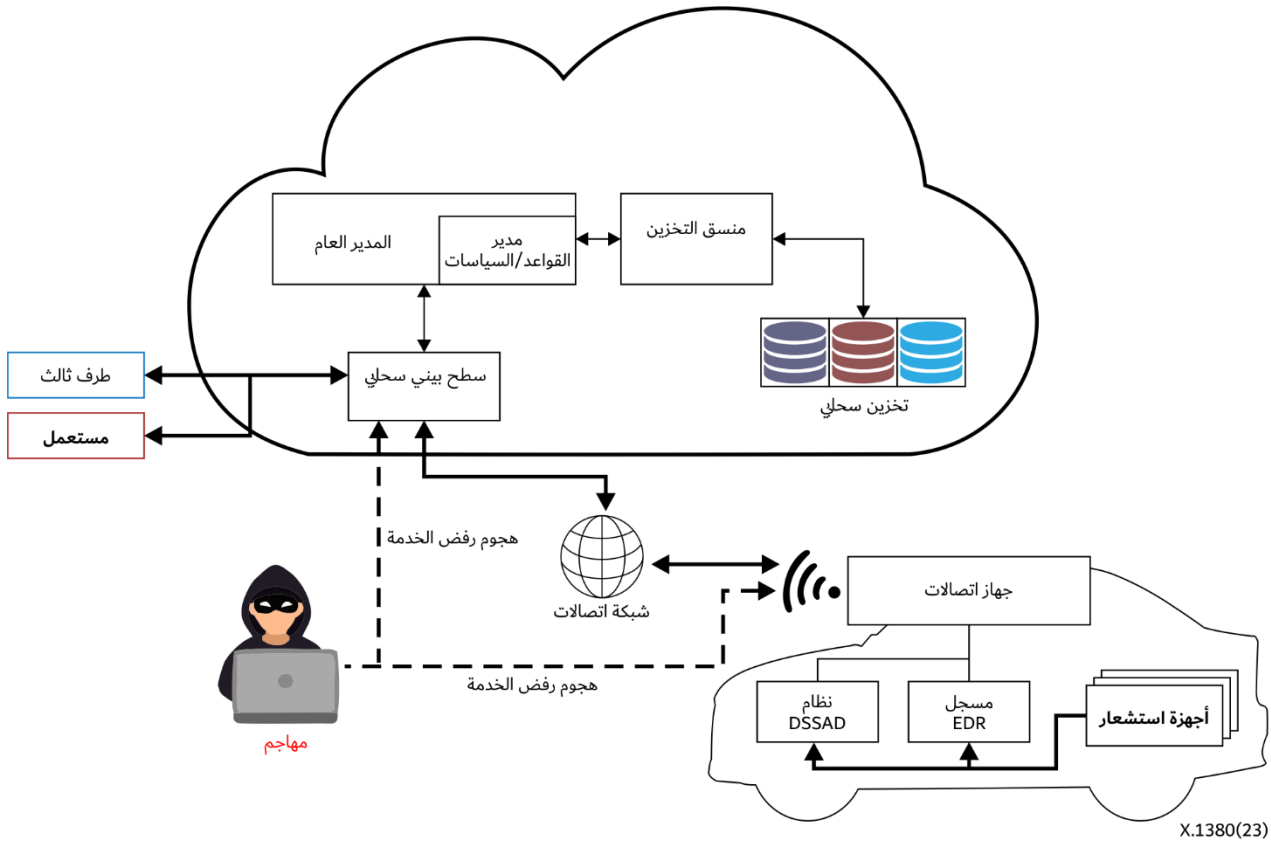 منسق التخزين
مدير
القواعد/السياسات
المدير العام
سطح بيني سحابي
تخزين سحابي
طرف ثالث
مستعمل
هجوم رفض الخدمة
شبكة اتصالات
جهاز اتصالات
هجوم رفض الخدمة
مهاجم
نظام
DSSAD
مسجل
EDR
أجهزة استشعار
X.1380(23)